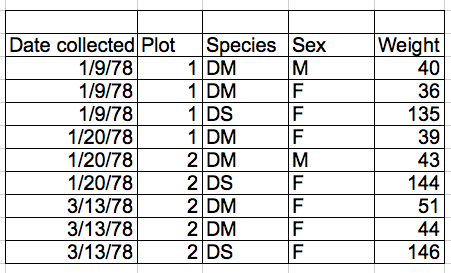 Date collected Plot Species Sex Weight
1/9/78 1 DM M 40
1/9/78 1 DM F 36
1/9/78 1 DS F 135
1/20/78 1 DM F 39
1/20/78 2 DM M 43
1/20/78 2 DS F 144
3/13/78 2 DM F 51
3/13/78 2 DM F 44
3/13/78 2 DS F 146